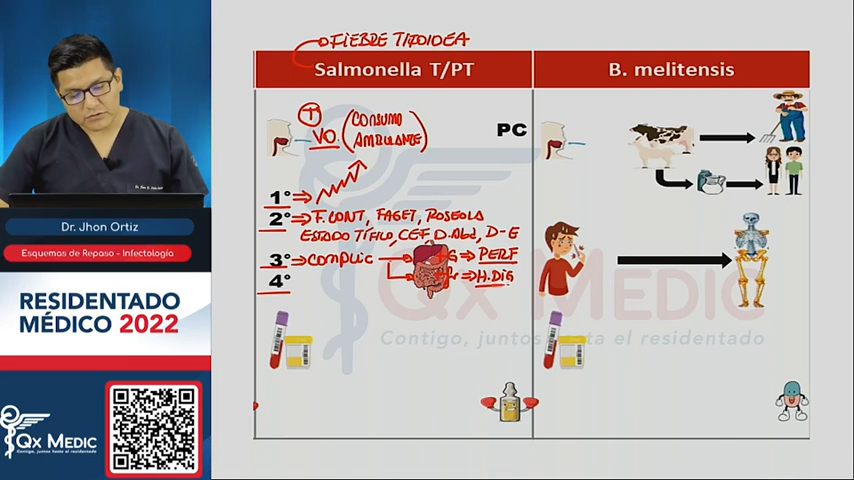 FIEBRE TIFOIDEA
Salmonella T/PT
B. melitensis
T
VO. (CONSUMO
AMBULANTE)
PC
1° ⇒
2° ⇒ F. CONT, FAGET, ROSEOLA
ESTADO TÍFICO, CEF D. Abd, D-E
3° ⇒ COMPLIC
G ⇒ PERF
4°
fr ⇒ H. DIG
Dr. Jhon Ortiz
Esquemas de Repaso - Infectología
RESIDENTADO
MÉDICO 2022
QX MEDIC
Contigo, juntos hasta el residentado
QX MEDIC
Contigo, juntos hasta el residentado